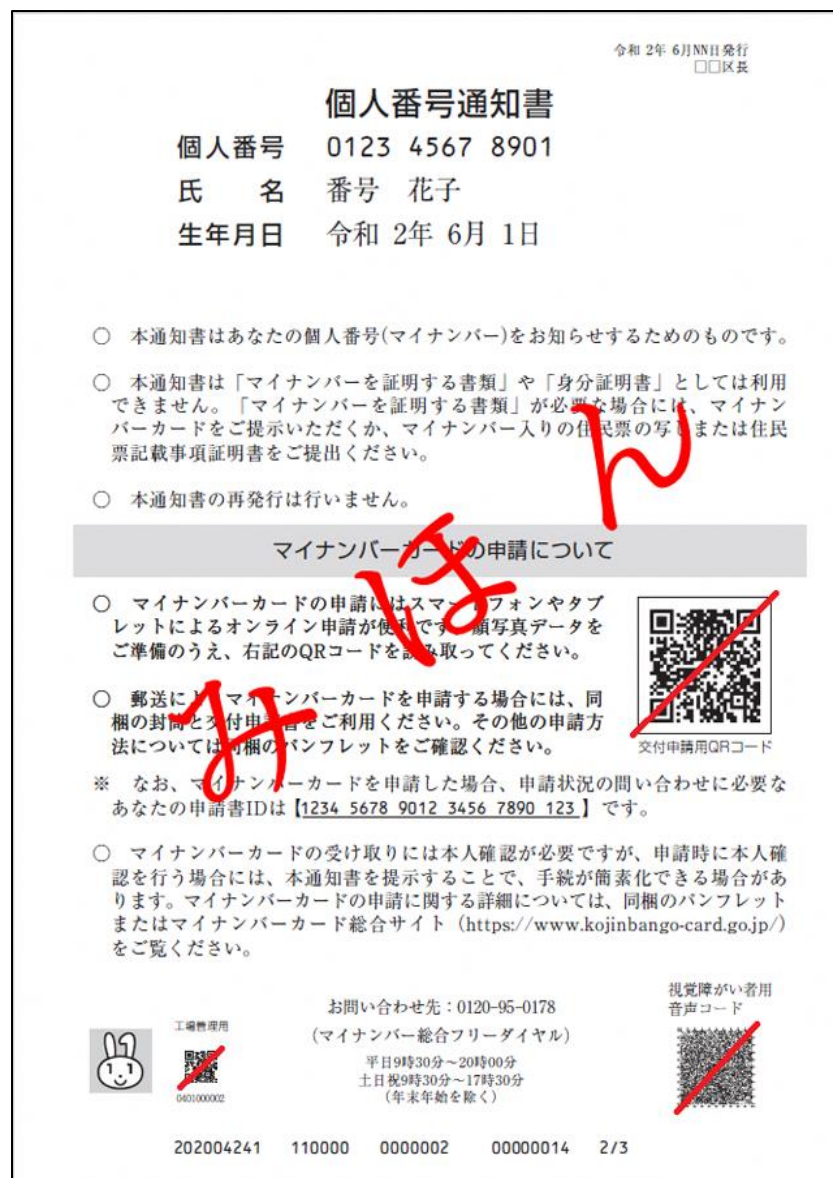 令和 2年 6月NN日発行
□□区長
個人番号通知書
個人番号 0123 4567 8901
氏 名 番号 花子
生年月日 令和 2年 6月 1日
○ 本通知書はあなたの個人番号(マイナンバー)をお知らせするためのものです。
○ 本通知書は「マイナンバーを証明する書類」や「身分証明書」としては利用
できません。「マイナンバーを証明する書類」が必要な場合には、マイナン
バーカードをご提示いただくか、マイナンバー入りの住民票の写しまたは住民
票記載事項証明書をご提出ください。
○ 本通知書の再発行は行いません。
マイナンバーカードの申請について
○ マイナンバーカードの申請にはスマートフォンやタブ
レットによるオンライン申請が便利です。顔写真データを
ご準備のうえ、右記のQRコードを読み取ってください。
○ 郵送によりマイナンバーカードを申請する場合には、同
梱の封筒と交付申請書をご利用ください。その他の申請方
法については同梱のパンフレットをご確認ください。
交付申請用QRコード
※ なお、マイナンバーカードを申請した場合、申請状況の問い合わせに必要な
あなたの申請書IDは【1234 5678 9012 3456 7890 123】です。
○ マイナンバーカードの受け取りには本人確認が必要ですが、申請時に本人確
認を行う場合には、本通知書を提示することで、手続が簡素化できる場合があ
ります。マイナンバーカードの申請に関する詳細については、同梱のパンフレット
またはマイナンバーカード総合サイト(https://www.kojinbango-card.go.jp/)
をご覧ください。
みほん
工場管理用
0401000002
お問い合わせ先:0120-95-0178
(マイナンバー総合フリーダイヤル)
平日9時30分~20時00分
土日祝9時30分~17時30分
(年末年始を除く)
視覚障がい者用
音声コード
202004241 110000 0000002 00000014 2/3